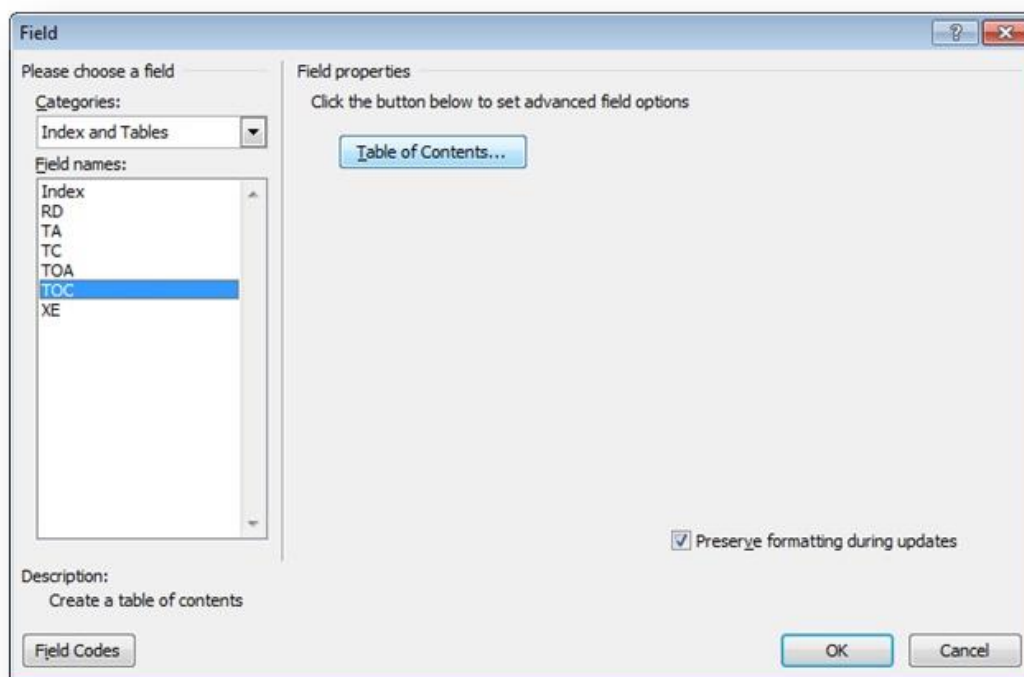 Field
Please choose a field
Categories:
Index and Tables
Field names:
Index
RD
TA
TC
TOA
TOC
XE
Field properties
Click the button below to set advanced field options
Table of Contents...
Preserve formatting during updates
Description:
Create a table of contents
Field Codes
OK
Cancel